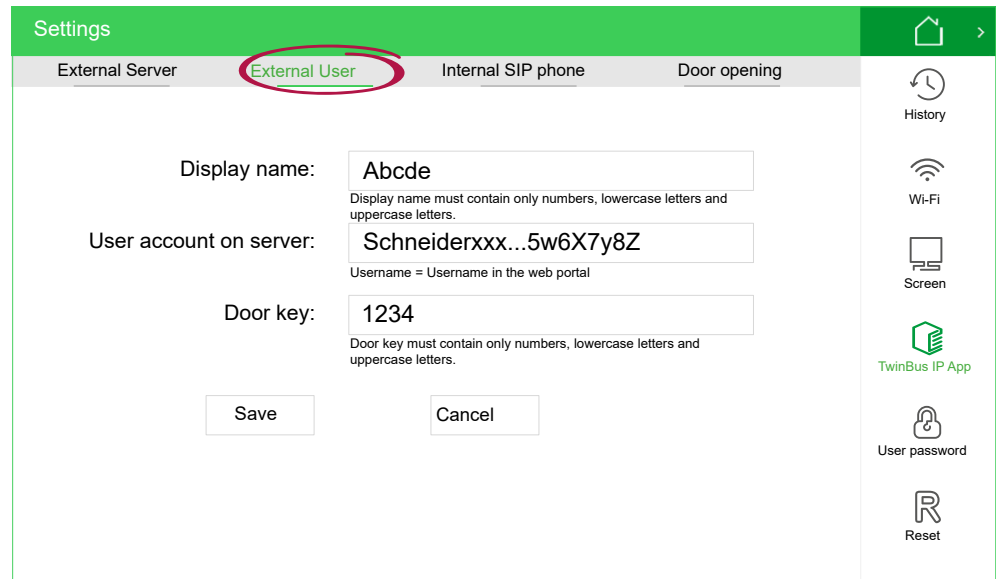 Settings
External Server
External User
Internal SIP phone
Door opening
History
Display name:
Abcde
Display name must contain only numbers, lowercase letters and
uppercase letters.
Wi-Fi
User account on server:
Schneiderxxx...5w6X7y8Z
Username = Username in the web portal
Screen
Door key:
1234
Door key must contain only numbers, lowercase letters and
uppercase letters.
TwinBus IP App
Save
Cancel
User password
Reset